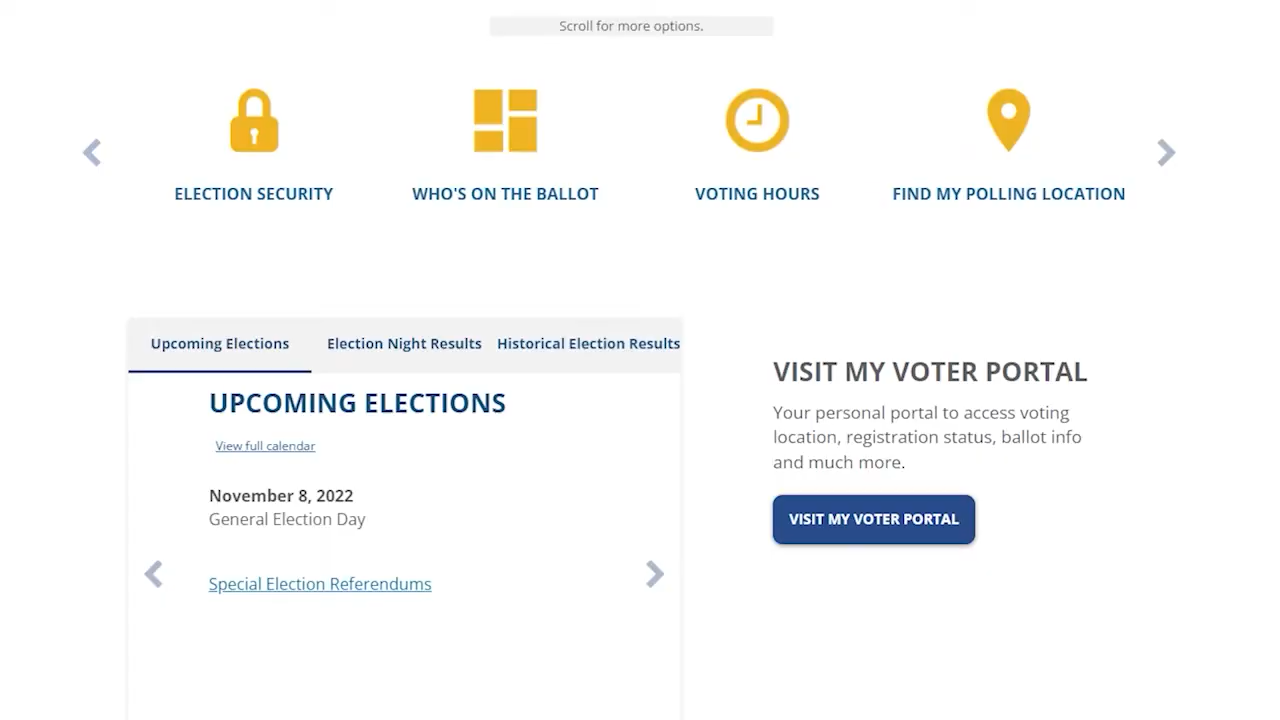 Scroll for more options.
ELECTION SECURITY
WHO'S ON THE BALLOT
VOTING HOURS
FIND MY POLLING LOCATION
Upcoming Elections
Election Night Results
Historical Election Results
UPCOMING ELECTIONS
View full calendar
November 8, 2022
General Election Day
Special Election Referendums
VISIT MY VOTER PORTAL
Your personal portal to access voting
location, registration status, ballot info
and much more.
VISIT MY VOTER PORTAL